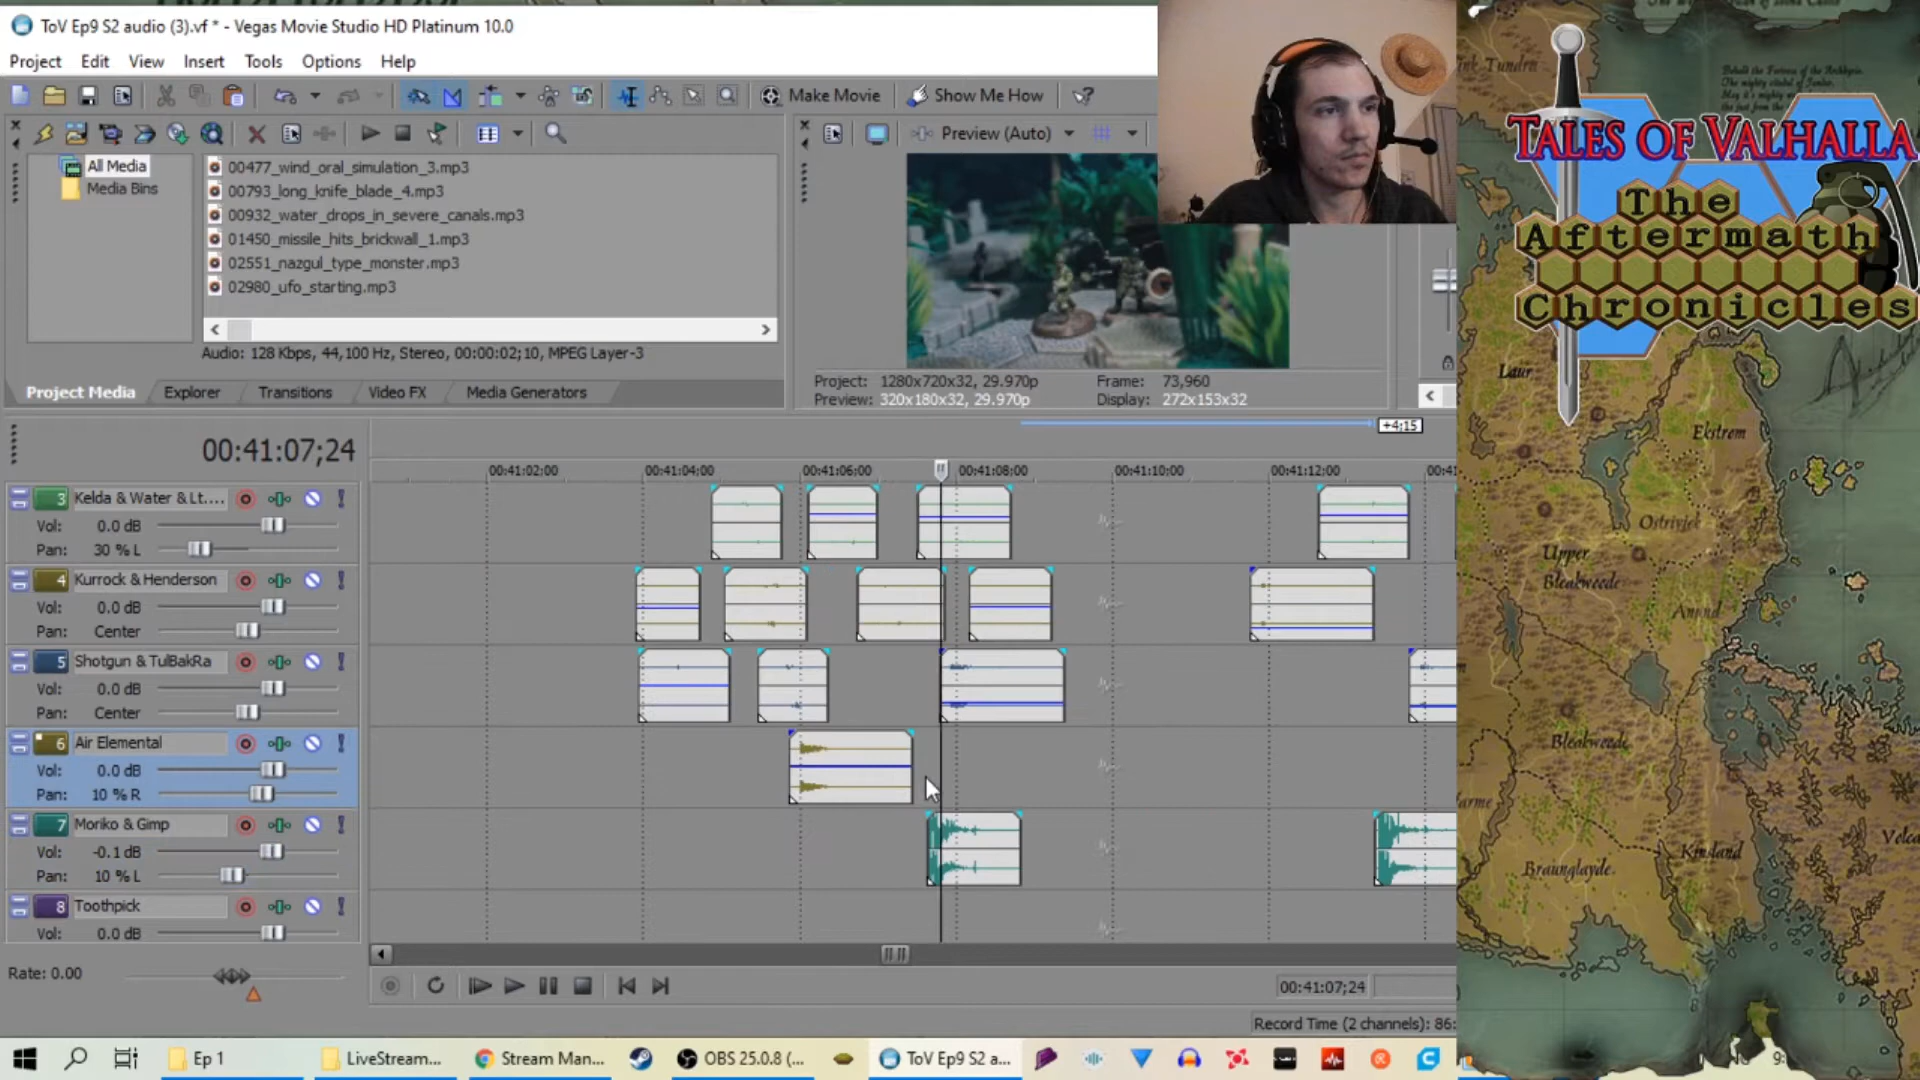 ToV Ep9 S2 audio (3).vf * - Vegas Movie Studio HD Platinum 10.0
Project Edit View Insert Tools Options Help
Make Movie
Show Me How
Preview (Auto)
All Media
Media Bins
00477_wind_oral_simulation_3.mp3
00793_long_knife_blade_4.mp3
00932_water_drops_in_severe_canals.mp3
01450_missile_hits_brickwall_1.mp3
02551_nazgul_type_monster.mp3
02980_ufo_starting.mp3
Audio: 128 Kbps, 44,100 Hz, Stereo, 00:00:02;10, MPEG Layer-3
Project Media Explorer Transitions Video FX Media Generators
Project: 1280x720x32, 29.970p Frame: 73,960
Preview: 320x180x32, 29.970p Display: 272x153x32
+4;15
00:41:07;24
00:41:02:00 00:41:04:00 00:41:06:00 00:41:08:00 00:41:10:00 00:41:12:00
3 Kelda & Water & Lt....
Vol: 0.0 dB
Pan: 30 % L
4 Kurrock & Henderson
Vol: 0.0 dB
Pan: Center
5 Shotgun & TulBakRa
Vol: 0.0 dB
Pan: Center
6 Air Elemental
Vol: 0.0 dB
Pan: 10 % R
7 Moriko & Gimp
Vol: -0.1 dB
Pan: 10 % L
8 Toothpick
Vol: 0.0 dB
Rate: 0.00
00:41:07;24
Record Time (2 channels): 86:
Ep 1
LiveStream...
Stream Man...
OBS 25.0.8 (...
ToV Ep9 S2 a...
TALES OF VALHALLA
The
Aftermath
Chronicles
Laur
Ekstrem
Ostrivjek
Upper
Bleakweede
Anund
Bleakweede
Kinsland
Braunglayde